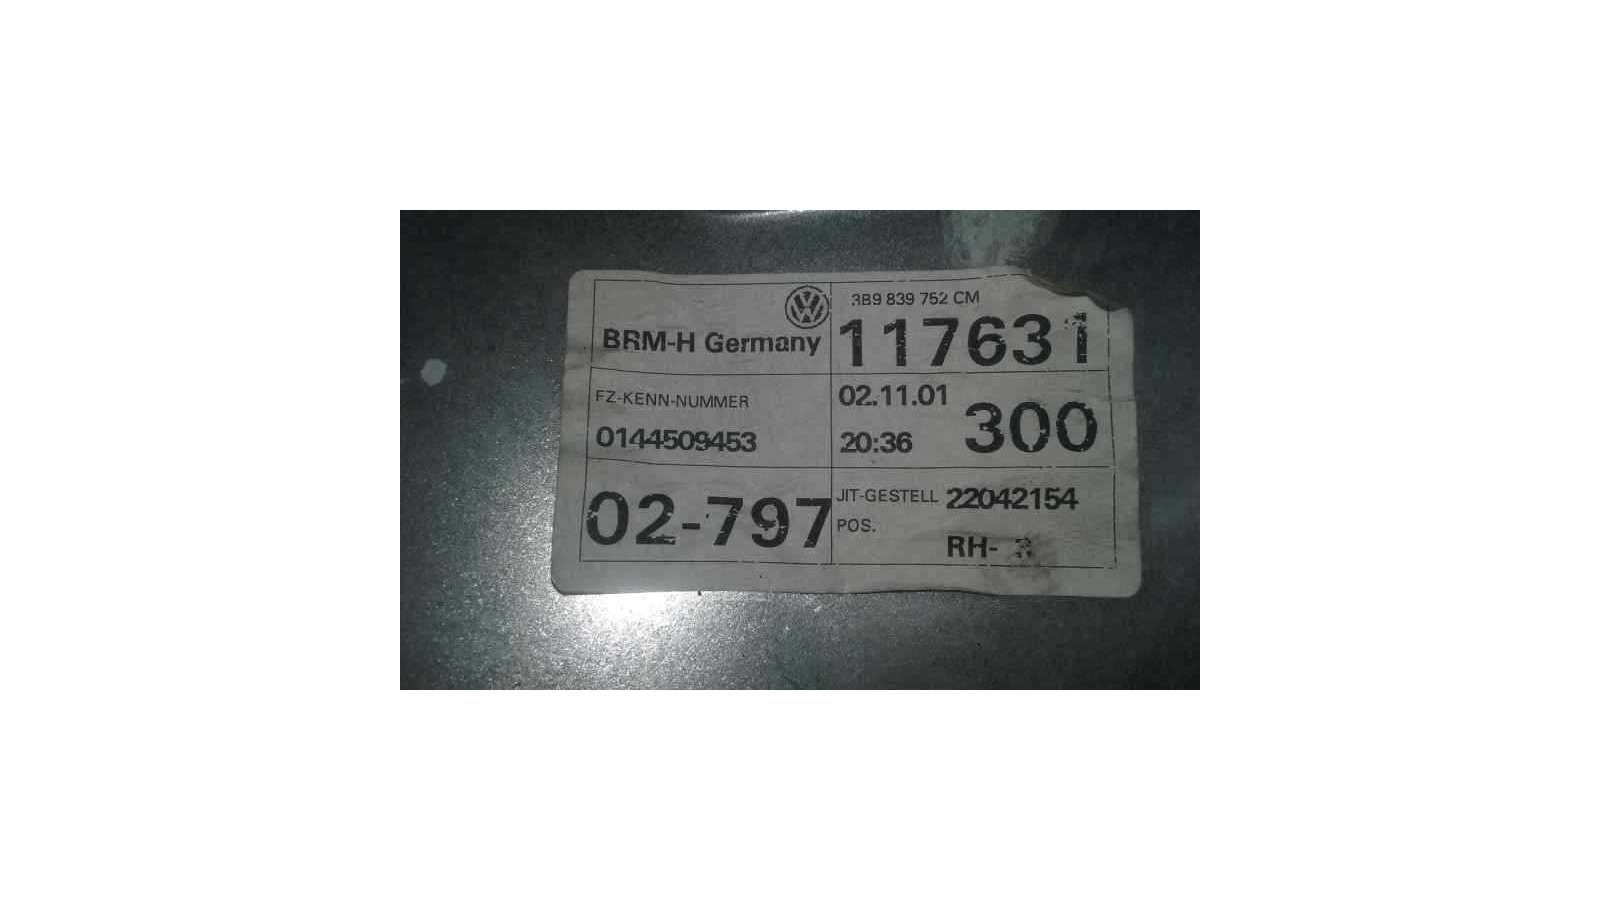 3B9 839 752 CM
BRM-H Germany
117631
FZ-KENN-NUMMER
0144509453
02.11.01
20:36
300
02-797
JIT-GESTELL 22042154
POS.
RH-